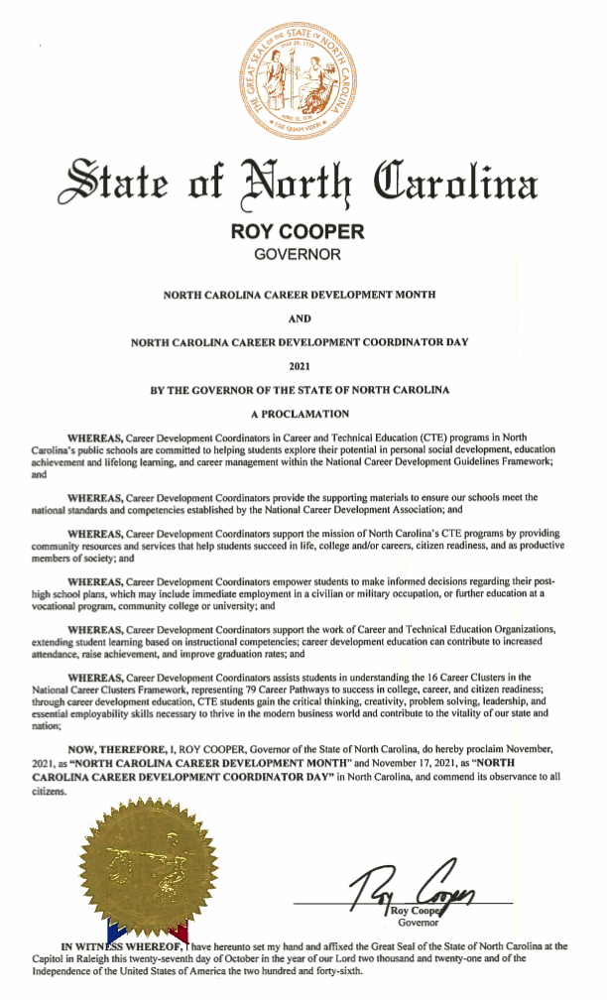 THE GREAT SEAL OF THE STATE OF NORTH CAROLINA
MAY 20, 1775
APRIL 12, 1776
ESSE QUAM VIDERI
State of North Carolina
ROY COOPER
GOVERNOR
NORTH CAROLINA CAREER DEVELOPMENT MONTH
AND
NORTH CAROLINA CAREER DEVELOPMENT COORDINATOR DAY
2021
BY THE GOVERNOR OF THE STATE OF NORTH CAROLINA
A PROCLAMATION
WHEREAS, Career Development Coordinators in Career and Technical Education (CTE) programs in North
Carolina's public schools are committed to helping students explore their potential in personal social development, education
achievement and lifelong learning, and career management within the National Career Development Guidelines Framework;
and
WHEREAS, Career Development Coordinators provide the supporting materials to ensure our schools meet the
national standards and competencies established by the National Career Development Association; and
WHEREAS, Career Development Coordinators support the mission of North Carolina's CTE programs by providing
community resources and services that help students succeed in life, college and/or careers, citizen readiness, and as productive
members of society; and
WHEREAS, Career Development Coordinators empower students to make informed decisions regarding their post-
high school plans, which may include immediate employment in a civilian or military occupation, or further education at a
vocational program, community college or university; and
WHEREAS, Career Development Coordinators support the work of Career and Technical Education Organizations,
extending student learning based on instructional competencies; career development education can contribute to increased
attendance, raise achievement, and improve graduation rates; and
WHEREAS, Career Development Coordinators assists students in understanding the 16 Career Clusters in the
National Career Clusters Framework, representing 79 Career Pathways to success in college, career, and citizen readiness;
through career development education, CTE students gain the critical thinking, creativity, problem solving, leadership, and
essential employability skills necessary to thrive in the modern business world and contribute to the vitality of our state and
nation;
NOW, THEREFORE, I, ROY COOPER, Governor of the State of North Carolina, do hereby proclaim November,
2021, as “NORTH CAROLINA CAREER DEVELOPMENT MONTH” and November 17, 2021, as “NORTH
CAROLINA CAREER DEVELOPMENT COORDINATOR DAY” in North Carolina, and commend its observance to all
citizens.
Roy Cooper
Roy Cooper
Governor
IN WITNESS WHEREOF, I have hereunto set my hand and affixed the Great Seal of the State of North Carolina at the
Capitol in Raleigh this twenty-seventh day of October in the year of our Lord two thousand and twenty-one and of the
Independence of the United States of America the two hundred and forty-sixth.